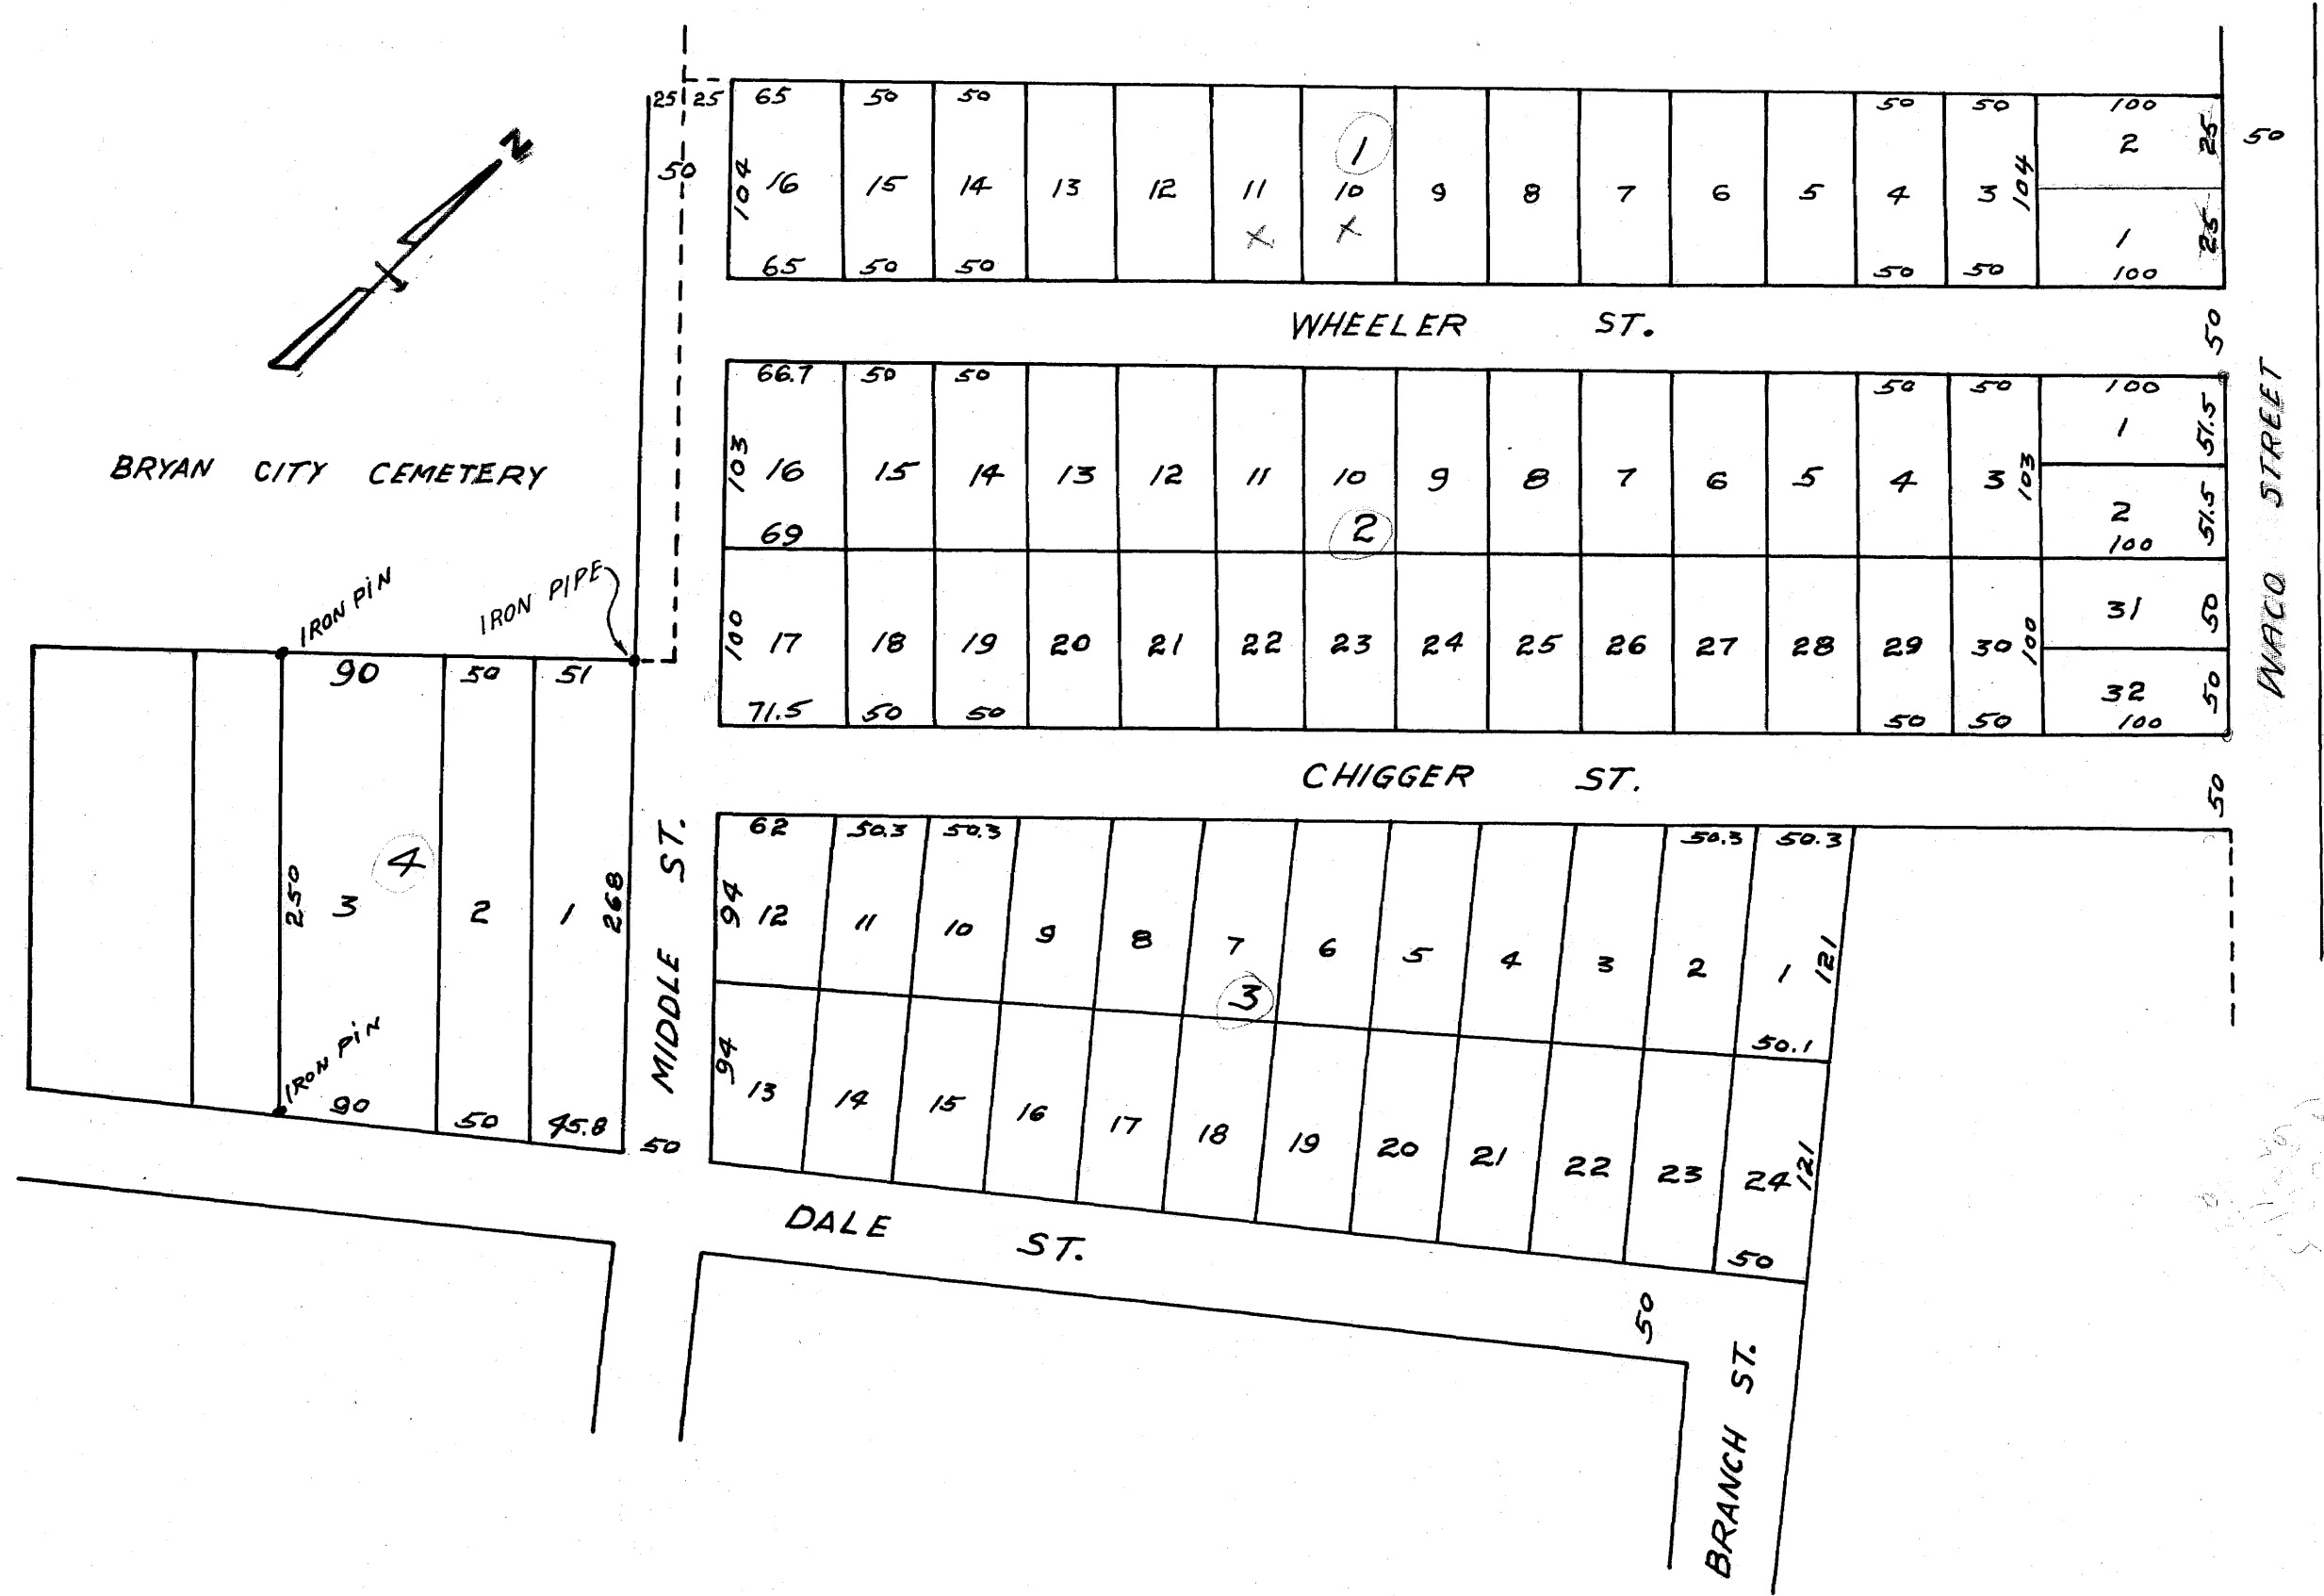 N
25 25 65 50 50 50 50 100
50 104 16 15 14 13 12 11 10 9 8 7 6 5 4 3 104 2 25 50
1
X X
1 25
65 50 50 50 50 100
WHEELER ST. 50
66.7 50 50 50 50 100
103 16 15 14 13 12 11 10 9 8 7 6 5 4 3 103 1 51.5
2 51.5
69 2 100
BRYAN CITY CEMETERY
WACO STREET
IRON PIN
IRON PIPE
100 17 18 19 20 21 22 23 24 25 26 27 28 29 30 100 31 50
32 50
71.5 50 50 50 50 100
90 50 51
CHIGGER ST. 50
62 50.3 50.3 50.3 50.3
250 3 4 2 1 268
MIDDLE ST.
94 12 11 10 9 8 7 6 5 4 3 2 1 121
3
50.1
94 13 14 15 16 17 18 19 20 21 22 23 24 121
50
IRON PIN
90 50 45.8 50
DALE ST.
50
BRANCH ST.